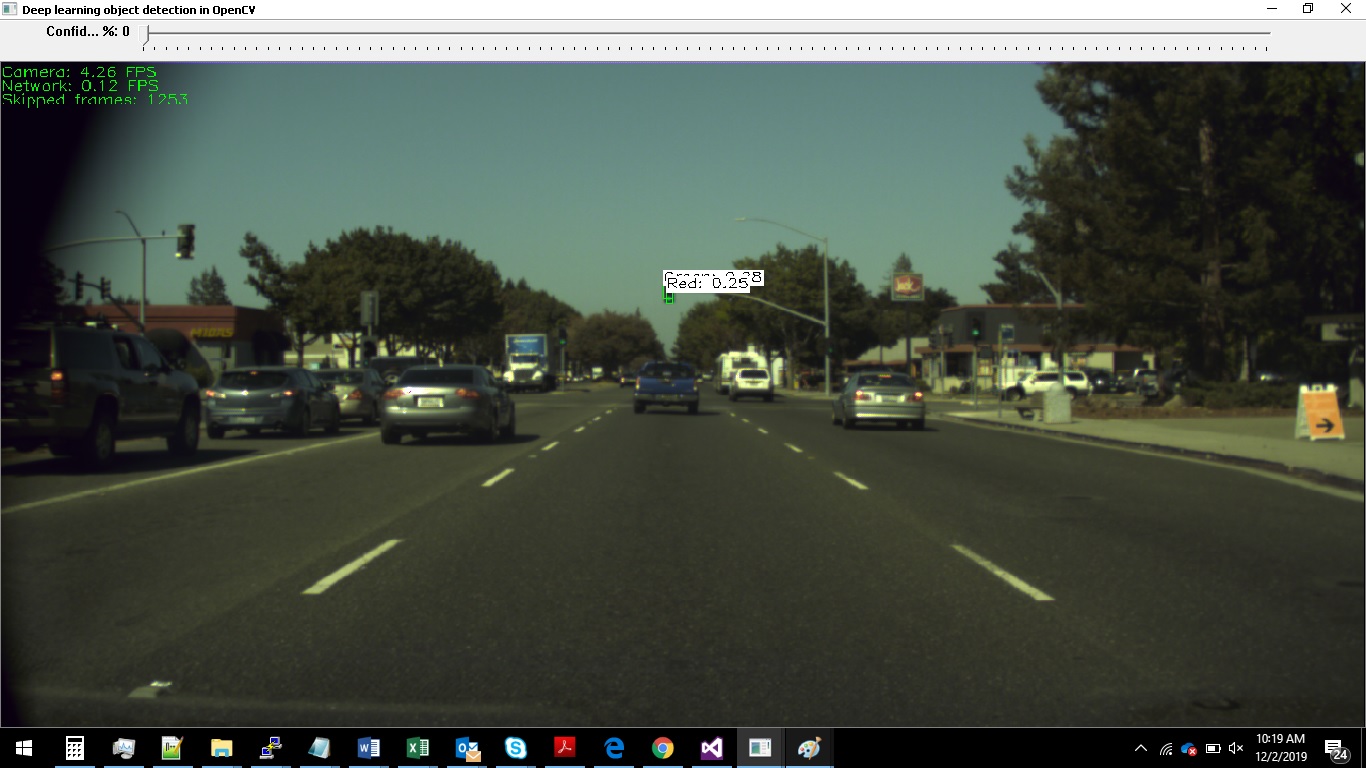 Deep learning object detection in OpenCV
Confid... %: 0
Camera: 4.26 FPS
Network: 0.12 FPS
Skipped frames: 1253
Red: 0.25
10:19 AM
12/2/2019
24